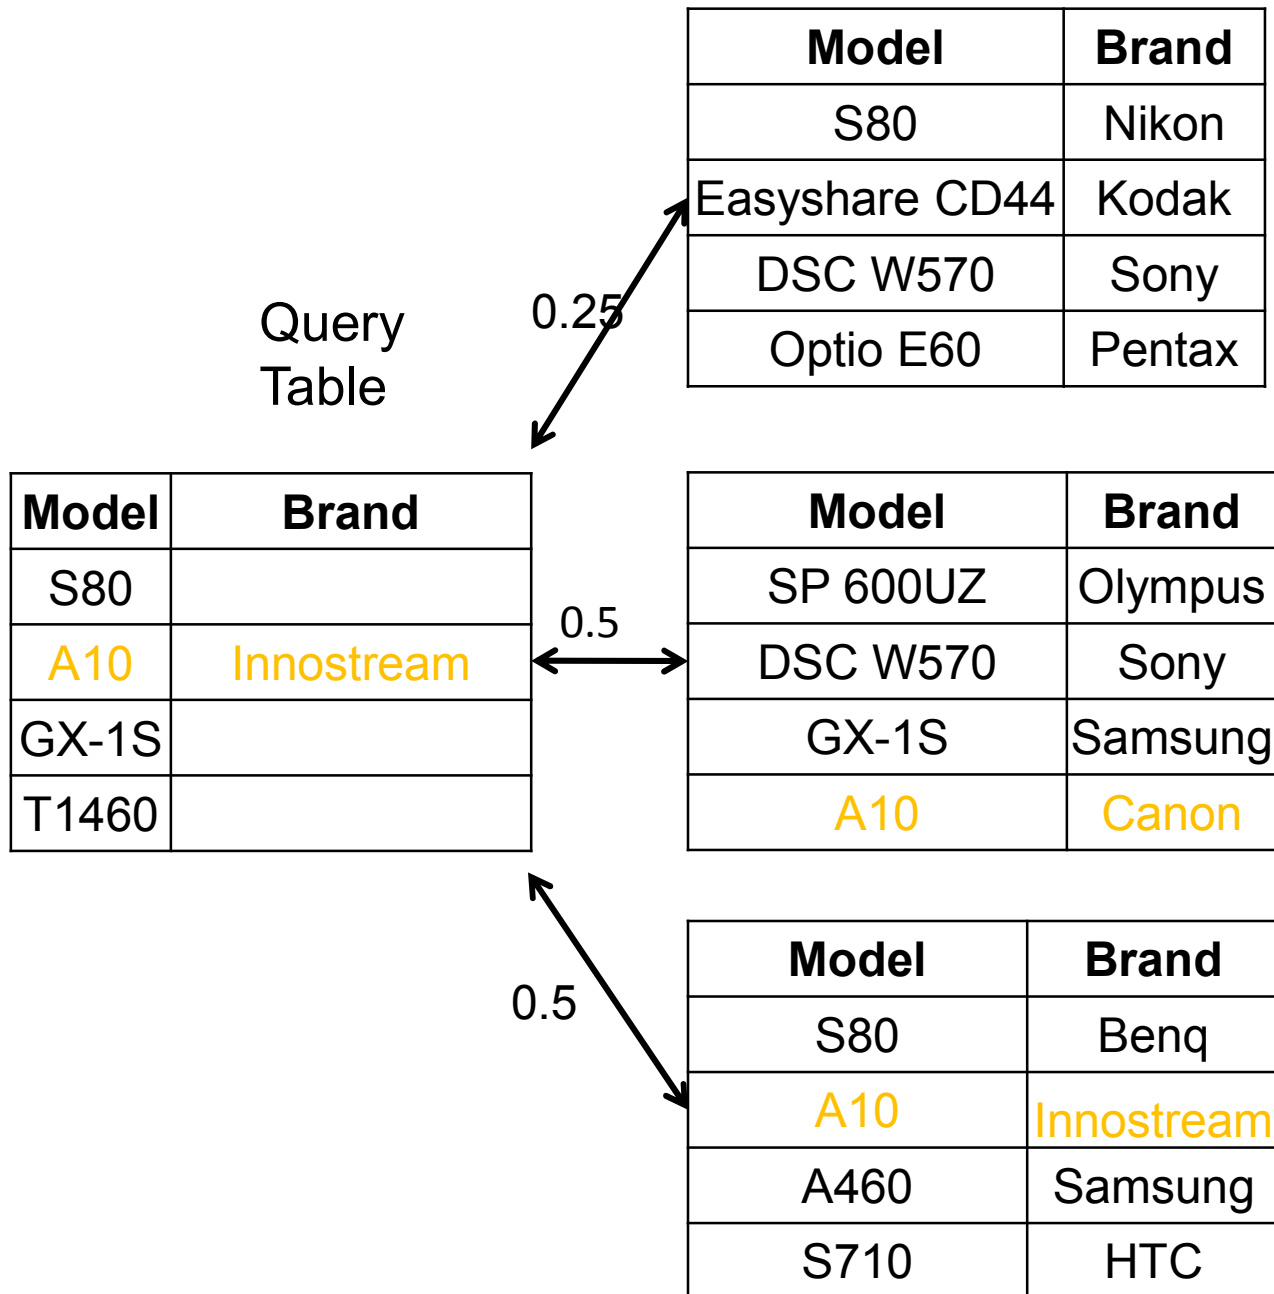 Model Brand
S80 Nikon
Easyshare CD44 Kodak
DSC W570 Sony
Optio E60 Pentax
Query
Table
0.25
Model Brand
S80
A10 Innostream
GX-1S
T1460
0.5
Model Brand
SP 600UZ Olympus
DSC W570 Sony
GX-1S Samsung
A10 Canon
0.5
Model Brand
S80 Benq
A10 Innostream
A460 Samsung
S710 HTC